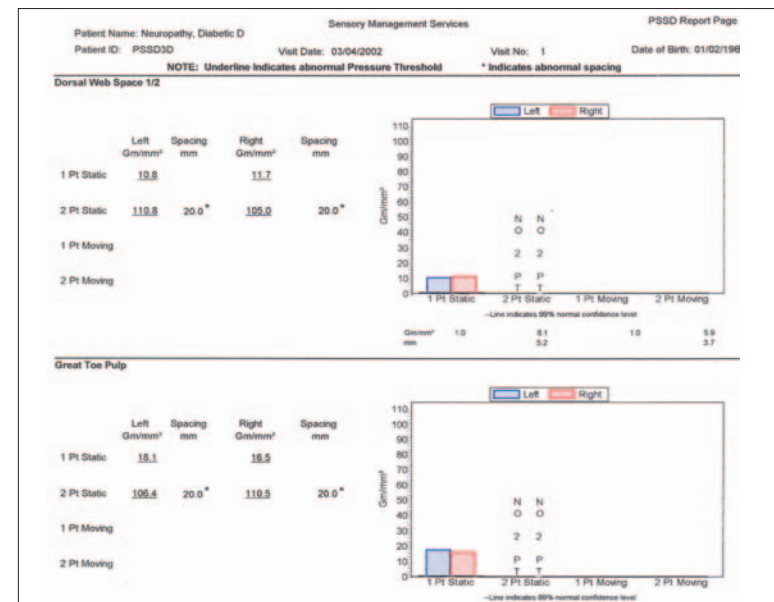 Sensory Management Services
PSSD Report Page
Patient Name: Neuropathy, Diabetic D
Patient ID: PSSD3D Visit Date: 03/04/2002 Visit No: 1 Date of Birth: 01/02/196
NOTE: Underline Indicates abnormal Pressure Threshold * Indicates abnormal spacing
Dorsal Web Space 1/2
Left Spacing Right Spacing
Gm/mm² mm Gm/mm² mm
1 Pt Static 10.8 11.7
2 Pt Static 110.8 20.0* 105.0 20.0*
1 Pt Moving
2 Pt Moving
Left Right
Gm/mm²
110
100
90
80
70
60
50
40
30
20
10
0
NO 2 PT NO 2 PT
1 Pt Static 2 Pt Static 1 Pt Moving 2 Pt Moving
--Line indicates 99% normal confidence level
Gm/mm² 1.0 8.1 1.0 5.9
mm 5.2 3.7
Great Toe Pulp
Left Spacing Right Spacing
Gm/mm² mm Gm/mm² mm
1 Pt Static 18.1 16.5
2 Pt Static 106.4 20.0* 110.5 20.0*
1 Pt Moving
2 Pt Moving
Left Right
Gm/mm²
110
100
90
80
70
60
50
40
30
20
10
0
NO 2 PT NO 2 PT
1 Pt Static 2 Pt Static 1 Pt Moving 2 Pt Moving
--Line indicates 99% normal confidence level